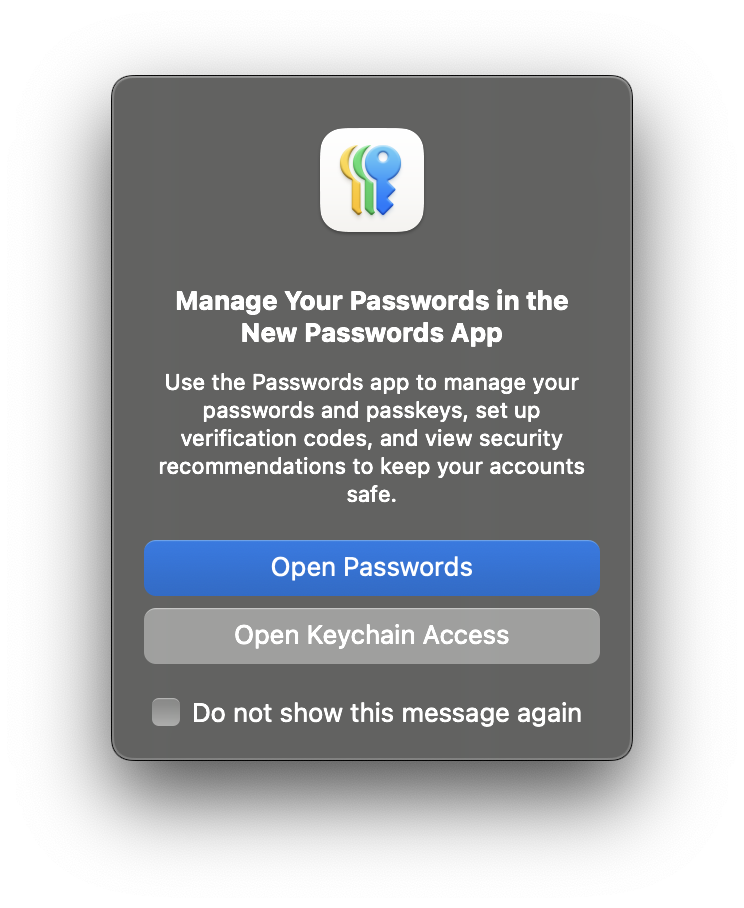 Manage Your Passwords in the
New Passwords App
Use the Passwords app to manage your
passwords and passkeys, set up
verification codes, and view security
recommendations to keep your accounts
safe.
Open Passwords
Open Keychain Access
Do not show this message again